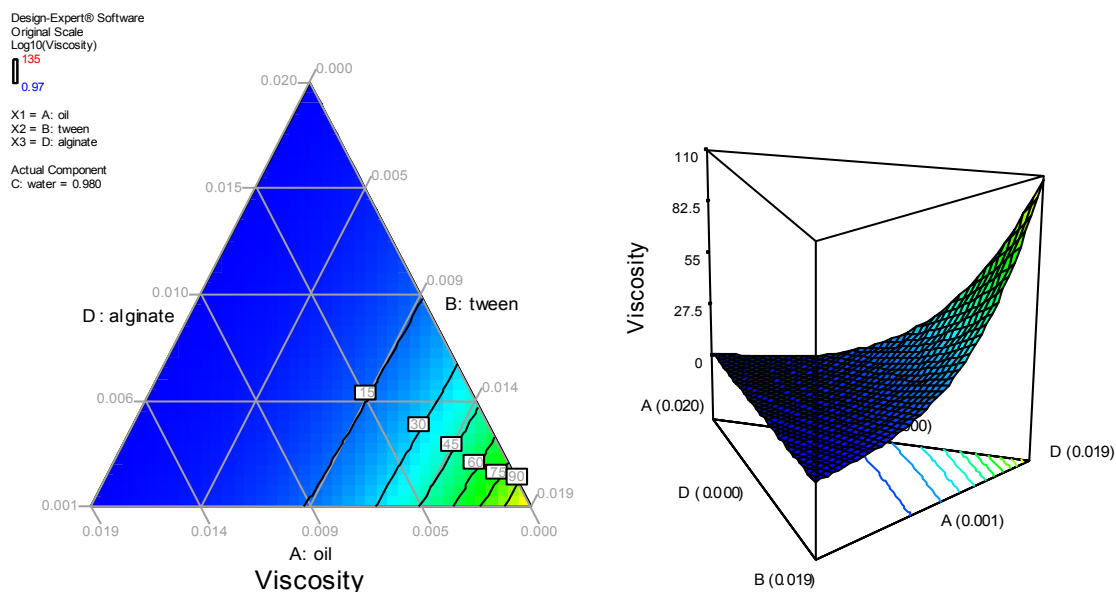 Design-Expert® Software
Original Scale
Log10(Viscosity)
135
0.97
X1 = A: oil
X2 = B: tween
X3 = D: alginate
Actual Component
C: water = 0.980
0.020
0.000
0.015
0.005
0.010
0.009
D: alginate
B: tween
0.006
0.014
15
30
45
60
75
90
0.001
0.019
0.019
0.014
0.009
0.005
0.000
A: oil
Viscosity
110
82.5
55
27.5
0
Viscosity
A (0.020)
D (0.019)
D (0.000)
A (0.001)
B (0.019)